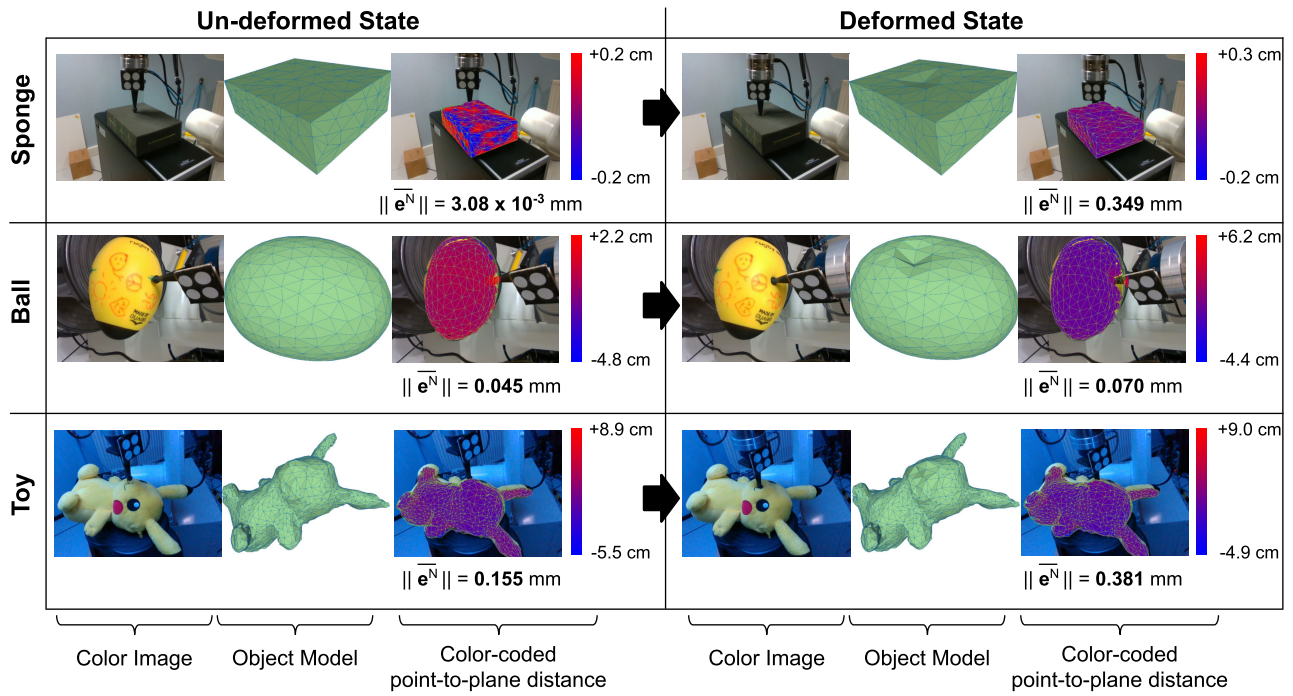 Un-deformed State
Deformed State
Sponge
+0.2 cm
-0.2 cm
|| e̅ᴺ̅ || = 3.08 x 10⁻³ mm
+0.3 cm
-0.2 cm
|| e̅ᴺ̅ || = 0.349 mm
Ball
+2.2 cm
-4.8 cm
|| e̅ᴺ̅ || = 0.045 mm
+6.2 cm
-4.4 cm
|| e̅ᴺ̅ || = 0.070 mm
Toy
+8.9 cm
-5.5 cm
|| e̅ᴺ̅ || = 0.155 mm
+9.0 cm
-4.9 cm
|| e̅ᴺ̅ || = 0.381 mm
Color Image
Object Model
Color-coded
point-to-plane distance
Color Image
Object Model
Color-coded
point-to-plane distance